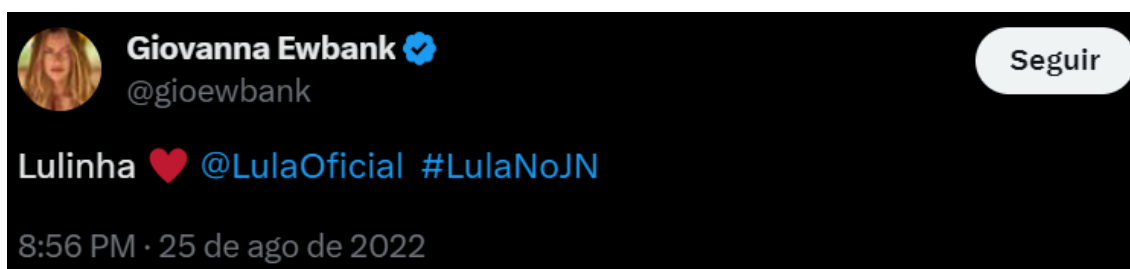 Giovanna Ewbank
@gioewbank
Seguir
Lulinha ❤️ @LulaOficial #LulaNoJN
8:56 PM · 25 de ago de 2022